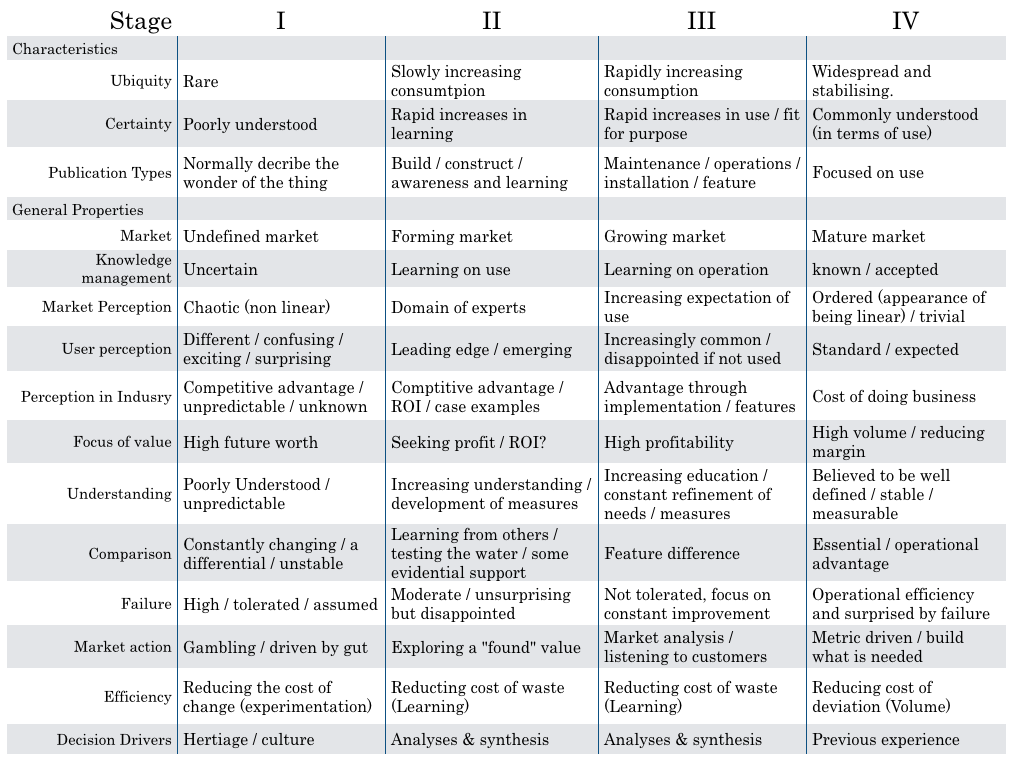 Stage I II III IV
Characteristics
Ubiquity Rare Slowly increasing consumtpion Rapidly increasing consumption Widespread and stabilising.
Certainty Poorly understood Rapid increases in learning Rapid increases in use / fit for purpose Commonly understood (in terms of use)
Publication Types Normally decribe the wonder of the thing Build / construct / awareness and learning Maintenance / operations / installation / feature Focused on use
General Properties
Market Undefined market Forming market Growing market Mature market
Knowledge management Uncertain Learning on use Learning on operation known / accepted
Market Perception Chaotic (non linear) Domain of experts Increasing expectation of use Ordered (appearance of being linear) / trivial
User perception Different / confusing / exciting / surprising Leading edge / emerging Increasingly common / disappointed if not used Standard / expected
Perception in Indusry Competitive advantage / unpredictable / unknown Comptitive advantage / ROI / case examples Advantage through implementation / features Cost of doing business
Focus of value High future worth Seeking profit / ROI? High profitability High volume / reducing margin
Understanding Poorly Understood / unpredictable Increasing understanding / development of measures Increasing education / constant refinement of needs / measures Believed to be well defined / stable / measurable
Comparison Constantly changing / a differential / unstable Learning from others / testing the water / some evidential support Feature difference Essential / operational advantage
Failure High / tolerated / assumed Moderate / unsurprising but disappointed Not tolerated, focus on constant improvement Operational efficiency and surprised by failure
Market action Gambling / driven by gut Exploring a "found" value Market analysis / listening to customers Metric driven / build what is needed
Efficiency Reducing the cost of change (experimentation) Reducting cost of waste (Learning) Reducting cost of waste (Learning) Reducing cost of deviation (Volume)
Decision Drivers Hertiage / culture Analyses & synthesis Analyses & synthesis Previous experience